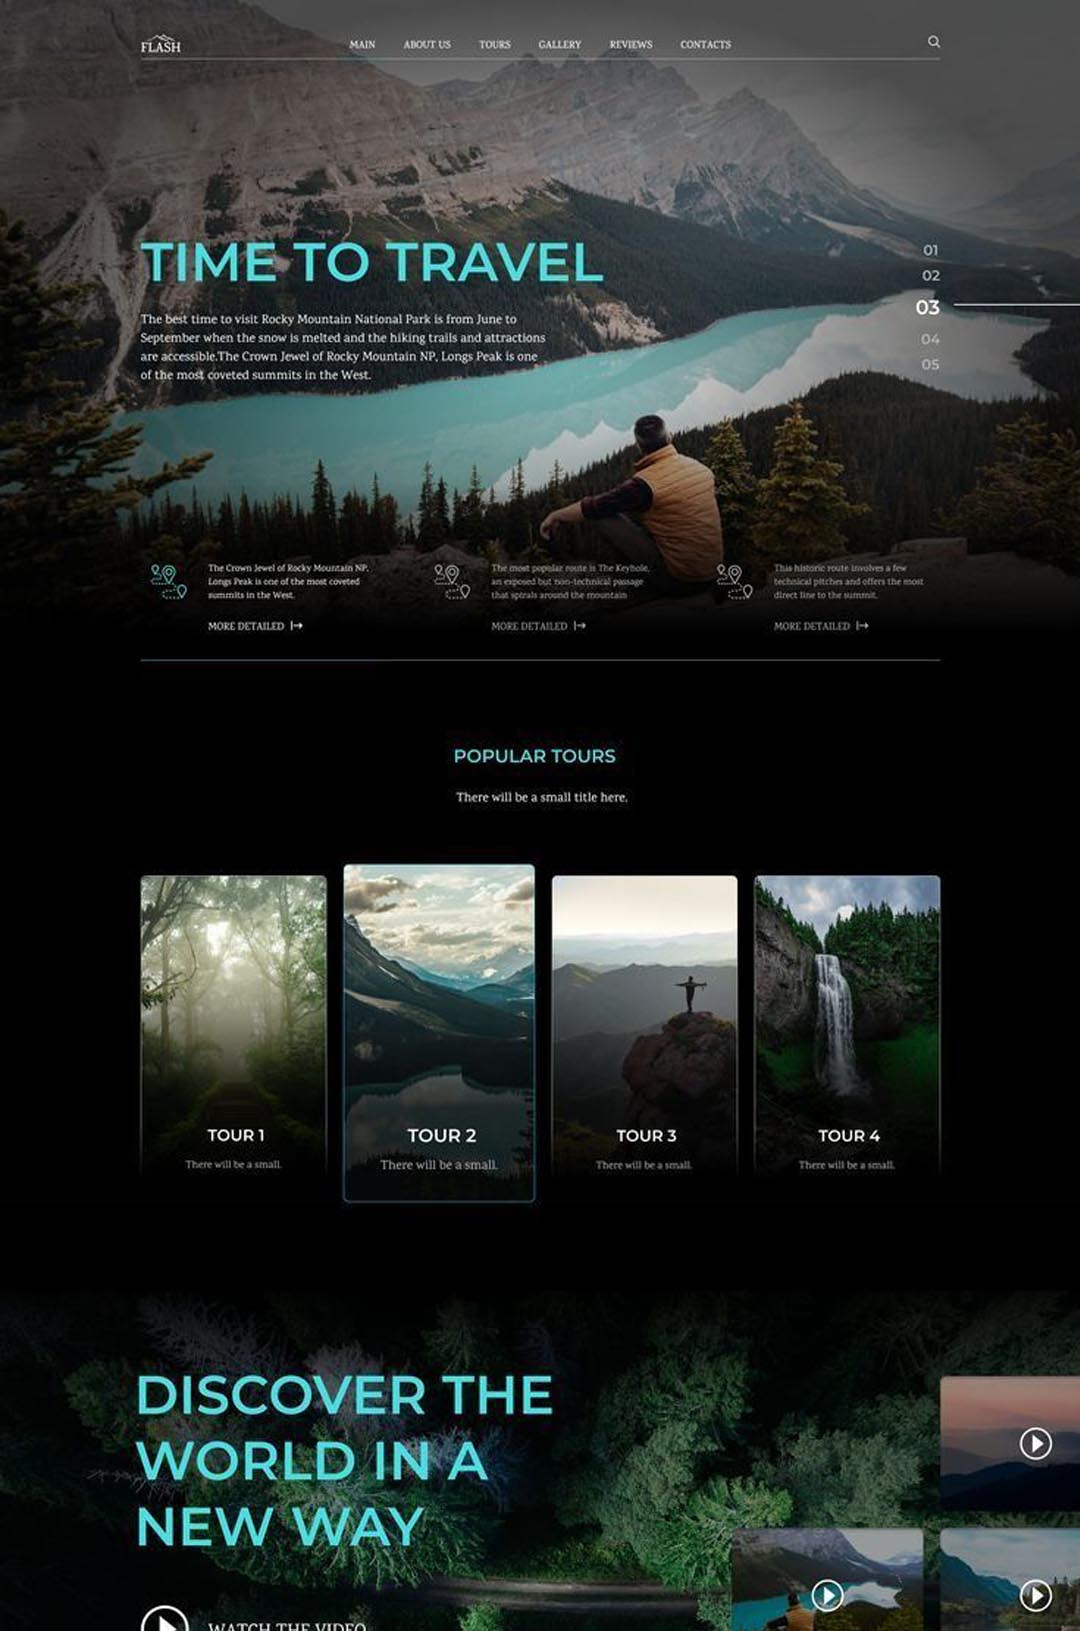 FLASH
MAIN ABOUT US TOURS GALLERY REVIEWS CONTACTS
TIME TO TRAVEL
The best time to visit Rocky Mountain National Park is from June to
September when the snow is melted and the hiking trails and attractions
are accessible.The Crown Jewel of Rocky Mountain NP, Longs Peak is one
of the most coveted summits in the West.
01
02
03
04
05
The Crown Jewel of Rocky Mountain NP,
Longs Peak is one of the most coveted
summits in the West.
MORE DETAILED
The most popular route is The Keyhole,
an exposed but non-technical passage
that spirals around the mountain
MORE DETAILED
This historic route involves a few
technical pitches and offers the most
direct line to the summit.
MORE DETAILED
POPULAR TOURS
There will be a small title here.
TOUR 1
There will be a small.
TOUR 2
There will be a small.
TOUR 3
There will be a small.
TOUR 4
There will be a small.
DISCOVER THE
WORLD IN A
NEW WAY
WATCH THE VIDEO